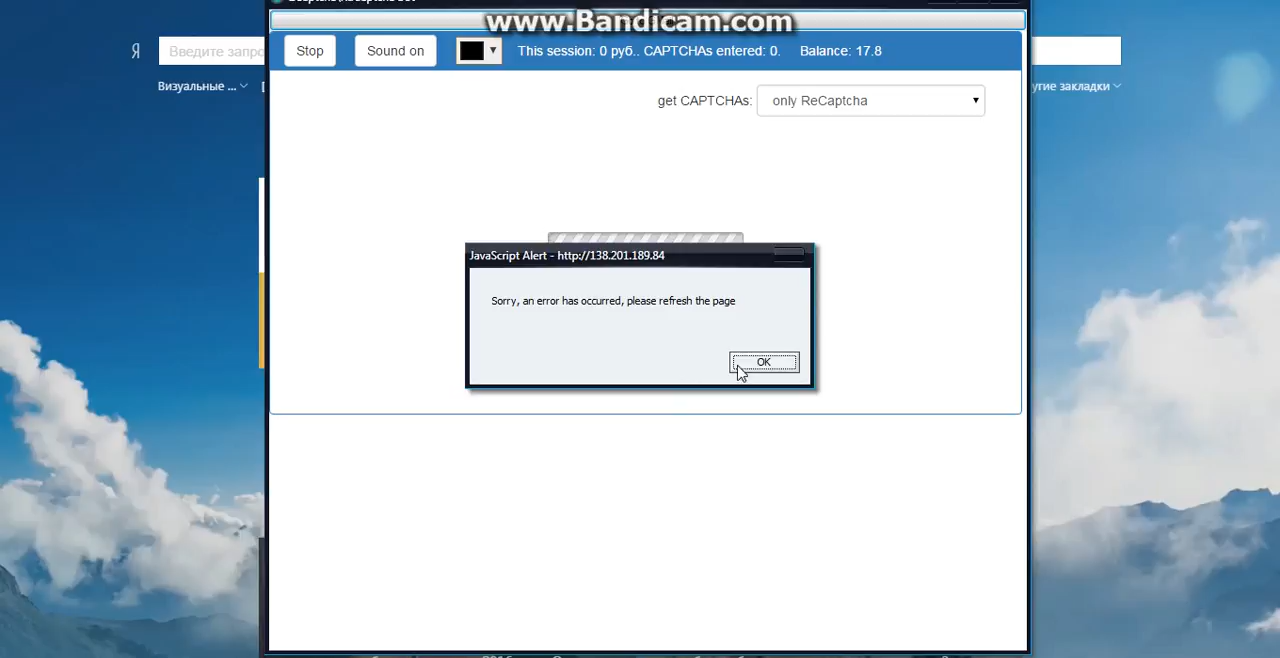 www.Bandicam.com
Я
Введите запро
Stop
Sound on
This session: 0 руб.. CAPTCHAs entered: 0.
Balance: 17.8
Визуальные ...
угие закладки
get CAPTCHAs:
only ReCaptcha
JavaScript Alert - http://138.201.189.84
Sorry, an error has occurred, please refresh the page
OK